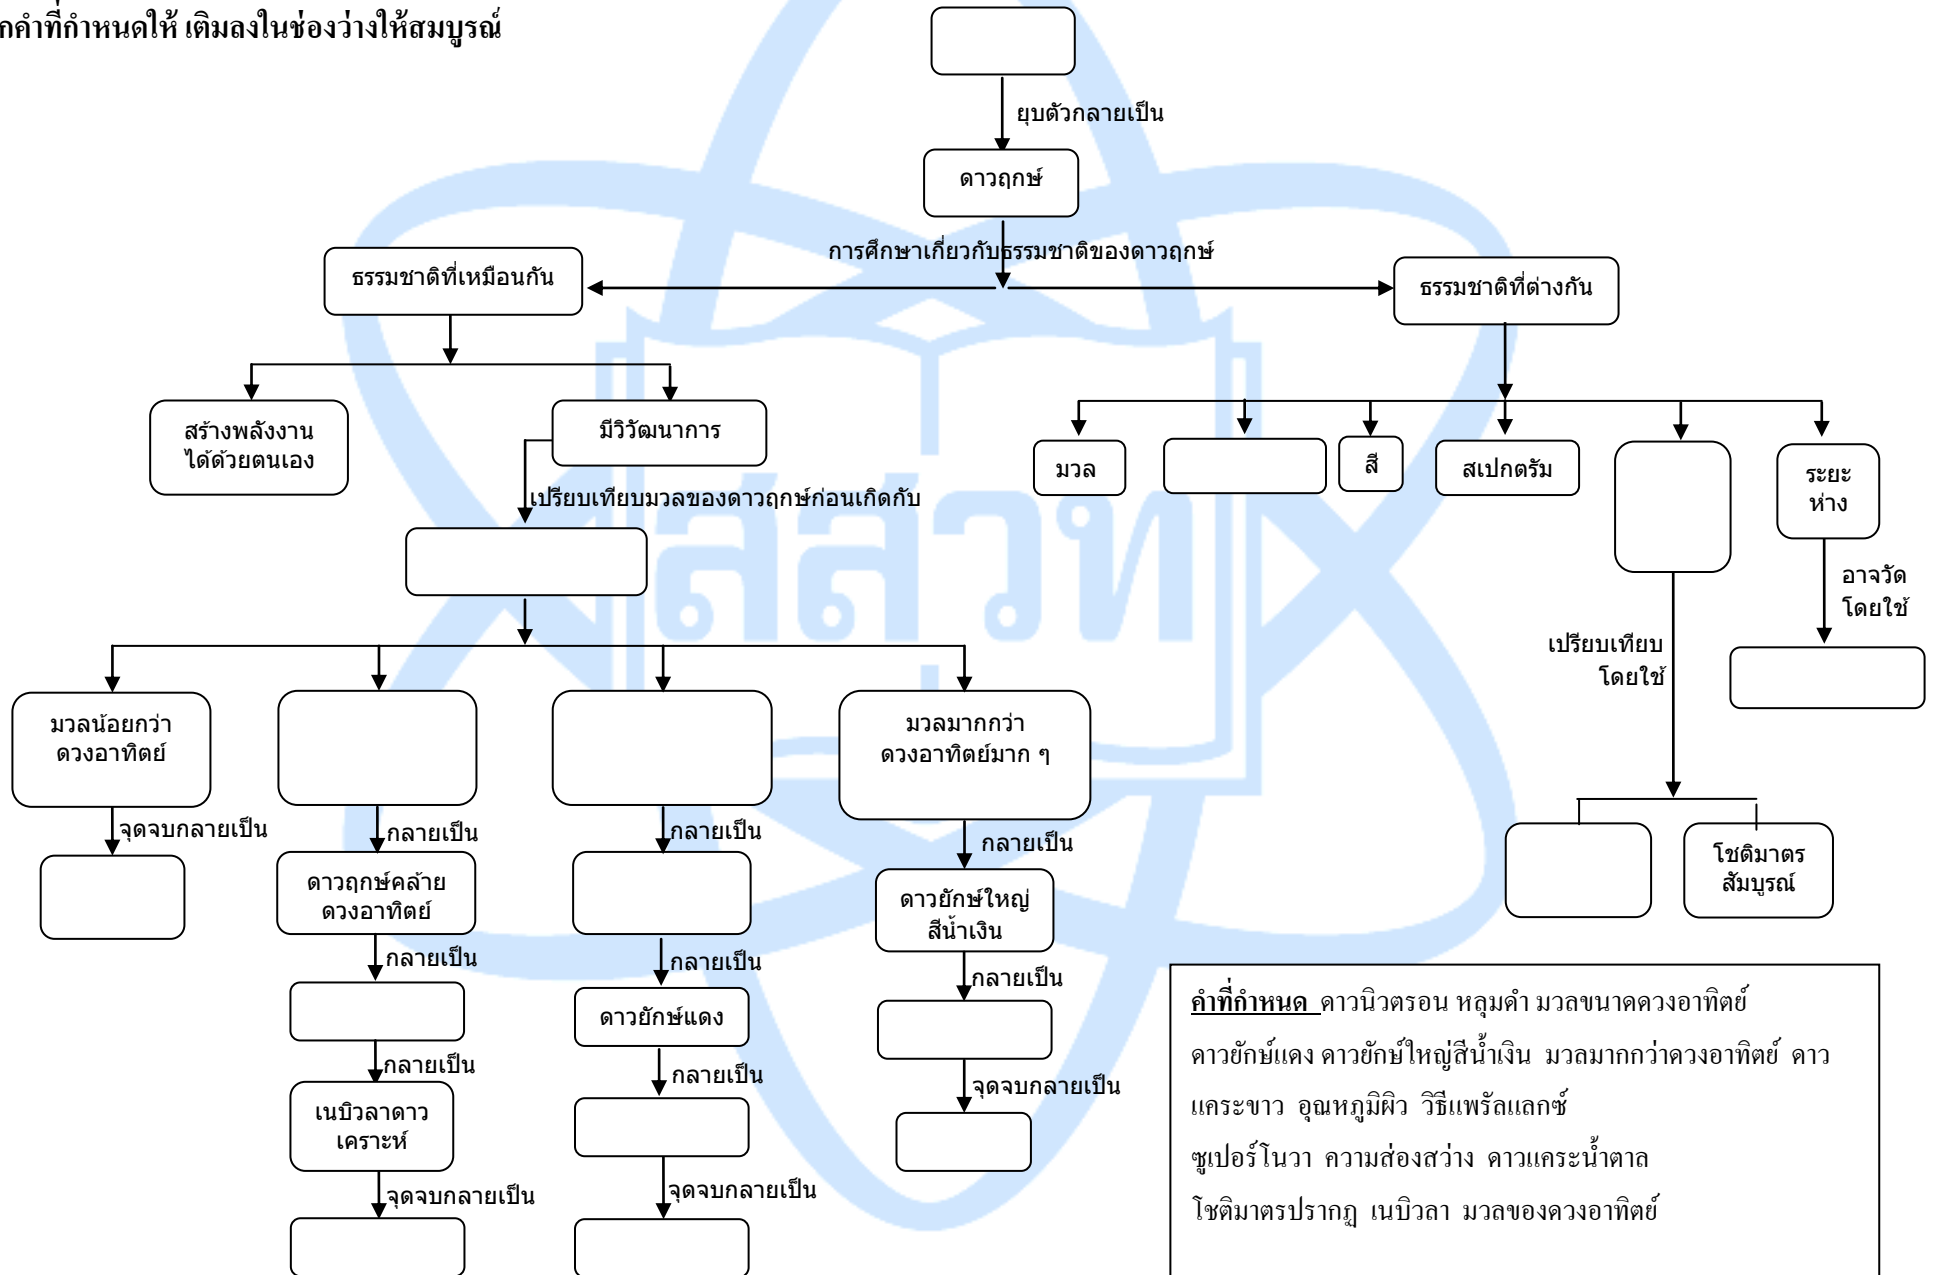 กคำที่กำหนดให้ เติมลงในช่องว่างให้สมบูรณ์
ยุบตัวกลายเป็น
ดาวฤกษ์
การศึกษาเกี่ยวกับธรรมชาติของดาวฤกษ์
ธรรมชาติที่เหมือนกัน
ธรรมชาติที่ต่างกัน
สร้างพลังงาน
ได้ด้วยตนเอง
มีวิวัฒนาการ
มวล
สี
สเปกตรัม
ระยะ
ห่าง
เปรียบเทียบมวลของดาวฤกษ์ก่อนเกิดกับ
สสวท
อาจวัด
โดยใช้
เปรียบเทียบ
โดยใช้
มวลน้อยกว่า
ดวงอาทิตย์
มวลมากกว่า
ดวงอาทิตย์มาก ๆ
จุดจบกลายเป็น
กลายเป็น
กลายเป็น
กลายเป็น
โชติมาตร
สัมบูรณ์
ดาวฤกษ์คล้าย
ดวงอาทิตย์
ดาวยักษ์ใหญ่
สีน้ำเงิน
กลายเป็น
กลายเป็น
กลายเป็น
ดาวยักษ์แดง
กลายเป็น
กลายเป็น
จุดจบกลายเป็น
เนบิวลาดาว
เคราะห์
จุดจบกลายเป็น
จุดจบกลายเป็น
คำที่กำหนด ดาวนิวตรอน หลุมดำ มวลขนาดดวงอาทิตย์
ดาวยักษ์แดง ดาวยักษ์ใหญ่สีน้ำเงิน มวลมากกว่าดวงอาทิตย์ ดาว
แคระขาว อุณหภูมิผิว วิธีแพรัลแลกซ์
ซูเปอร์โนวา ความส่องสว่าง ดาวแคระน้ำตาล
โชติมาตรปรากฏ เนบิวลา มวลของดวงอาทิตย์